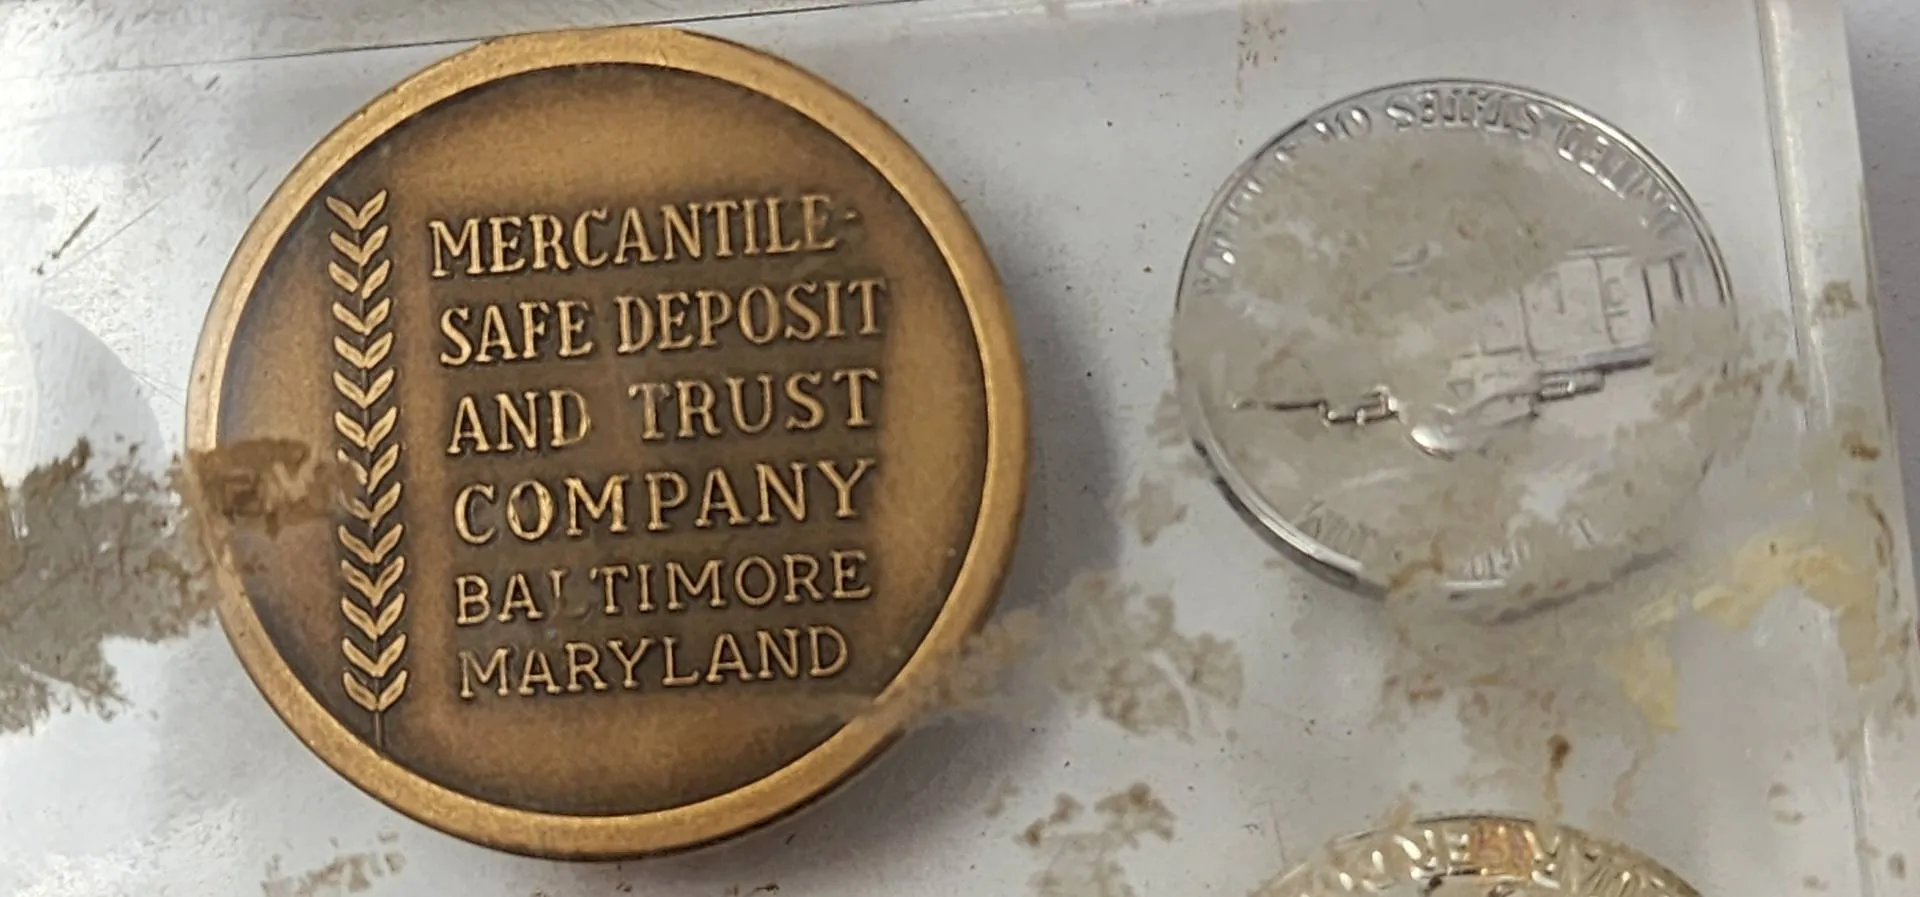 MERCANTILE-
SAFE DEPOSIT
AND TRUST
COMPANY
BALTIMORE
MARYLAND
UNITED STATES OF